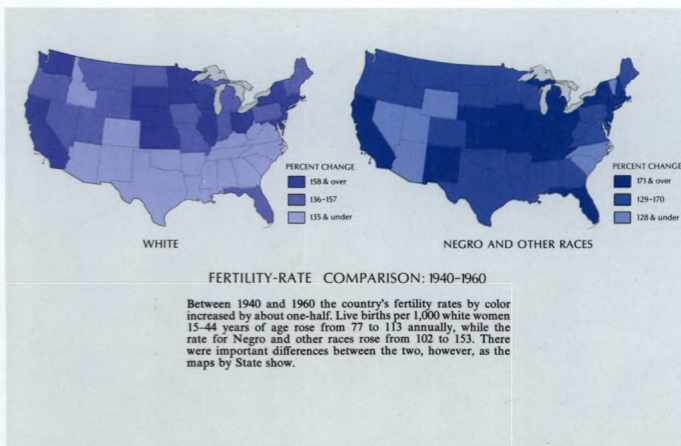 PERCENT CHANGE
158 & over
136-157
135 & under
WHITE
PERCENT CHANGE
171 & over
129-170
128 & under
NEGRO AND OTHER RACES
FERTILITY-RATE COMPARISON: 1940-1960
Between 1940 and 1960 the country's fertility rates by color
increased by about one-half. Live births per 1,000 white women
15-44 years of age rose from 77 to 113 annually, while the
rate for Negro and other races rose from 102 to 153. There
were important differences between the two, however, as the
maps by State show.